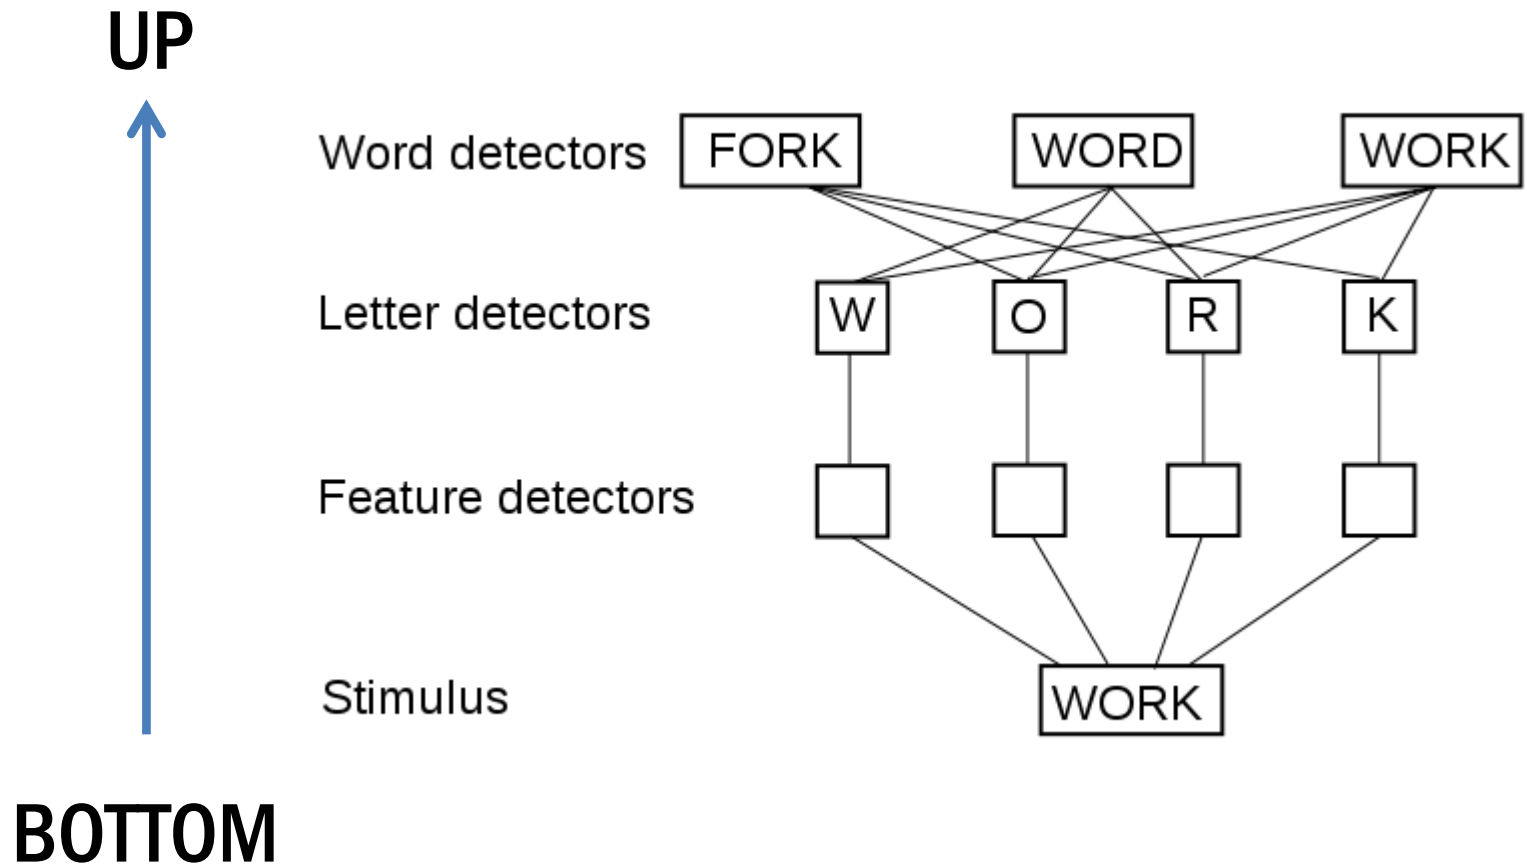 UP
Word detectors FORK WORD WORK
Letter detectors W O R K
Feature detectors
Stimulus WORK
BOTTOM